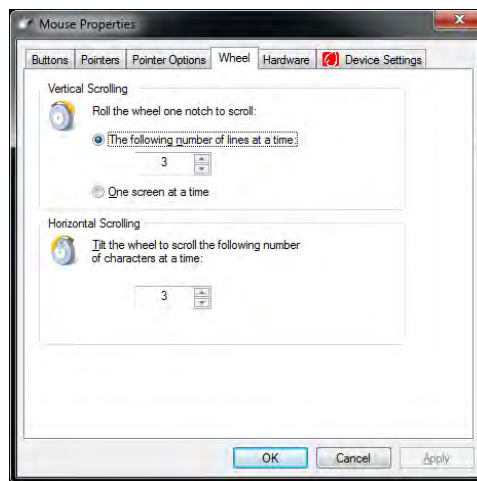 Mouse Properties
x
Buttons Pointers Pointer Options Wheel Hardware Device Settings
Vertical Scrolling
Roll the wheel one notch to scroll:
The following number of lines at a time:
3
One screen at a time
Horizontal Scrolling
Tilt the wheel to scroll the following number
of characters at a time:
3
OK Cancel Apply